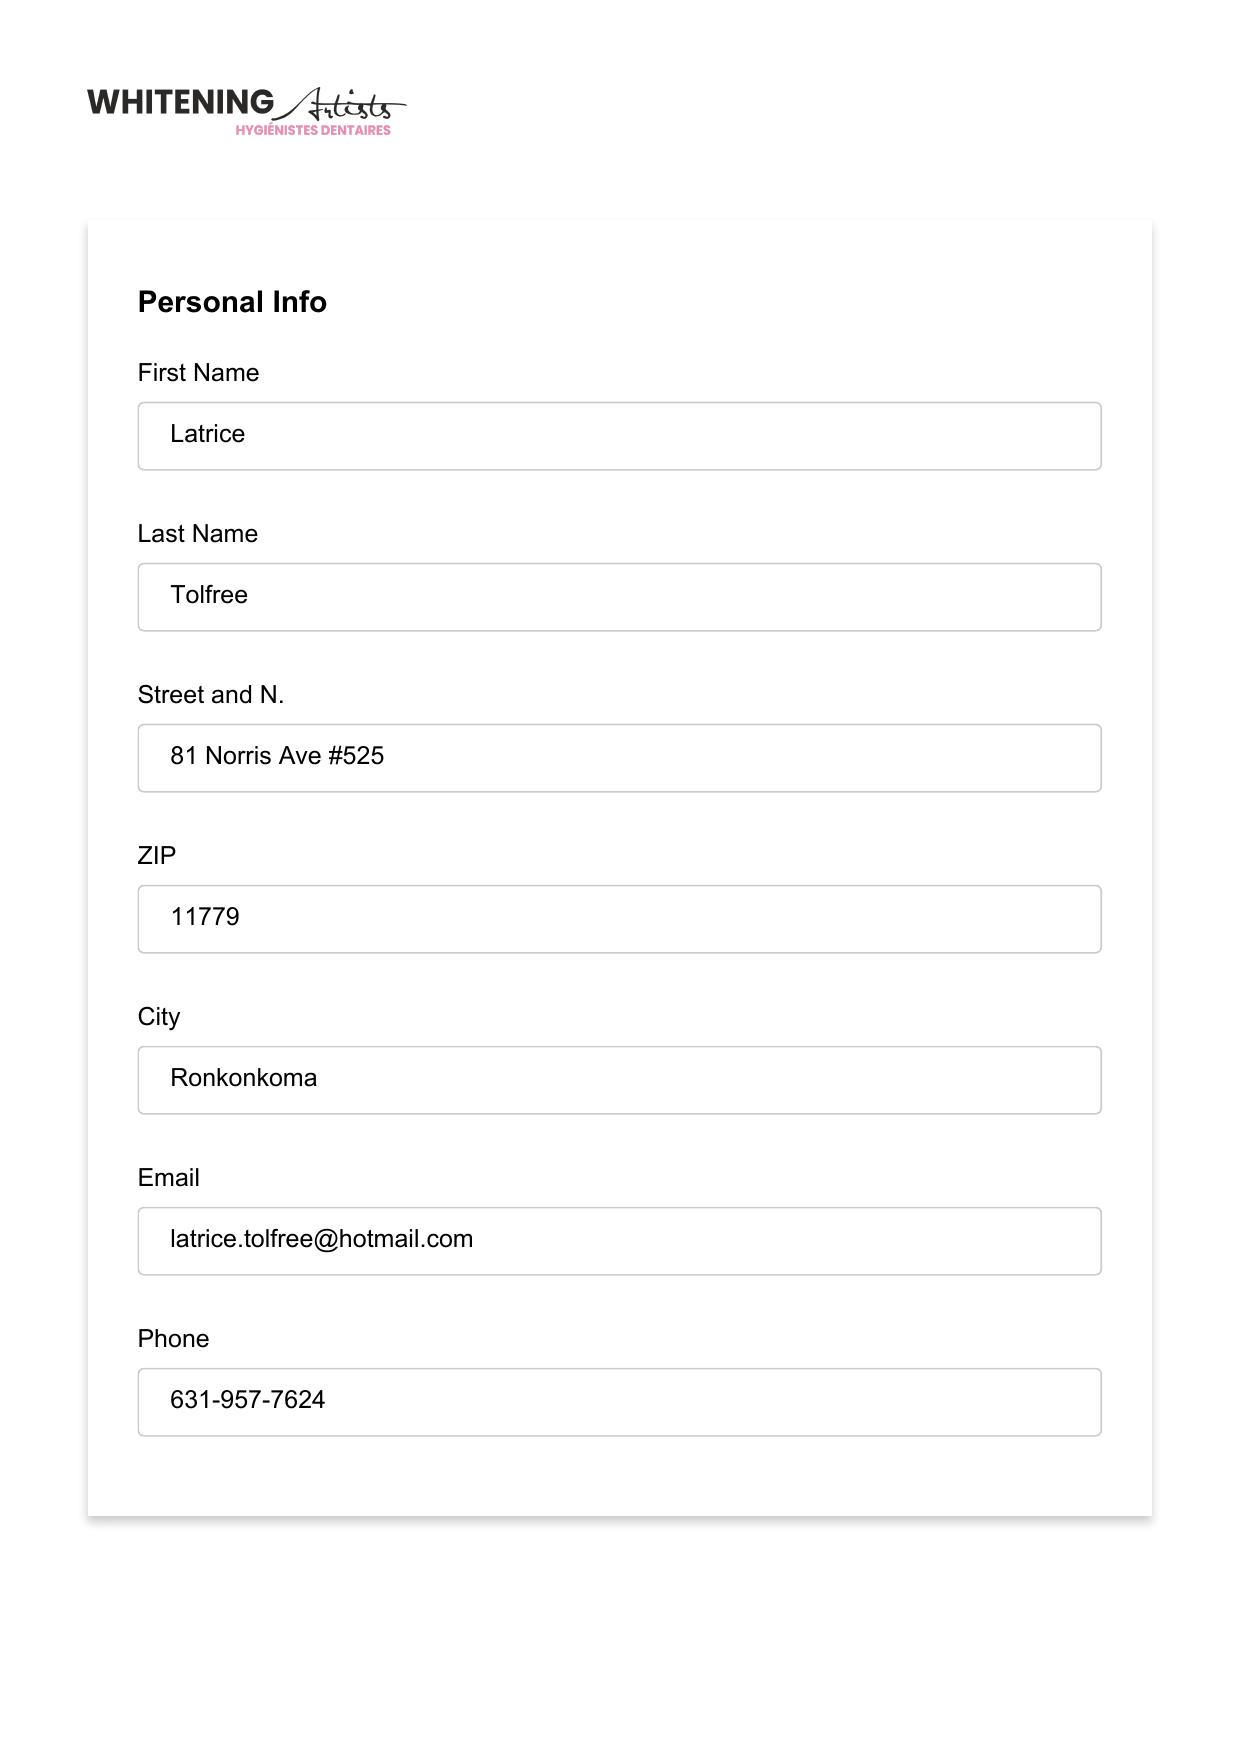 WHITENING Artists
HYGIÉNISTES DENTAIRES
Personal Info
First Name
Latrice
Last Name
Tolfree
Street and N.
81 Norris Ave #525
ZIP
11779
City
Ronkonkoma
Email
latrice.tolfree@hotmail.com
Phone
631-957-7624